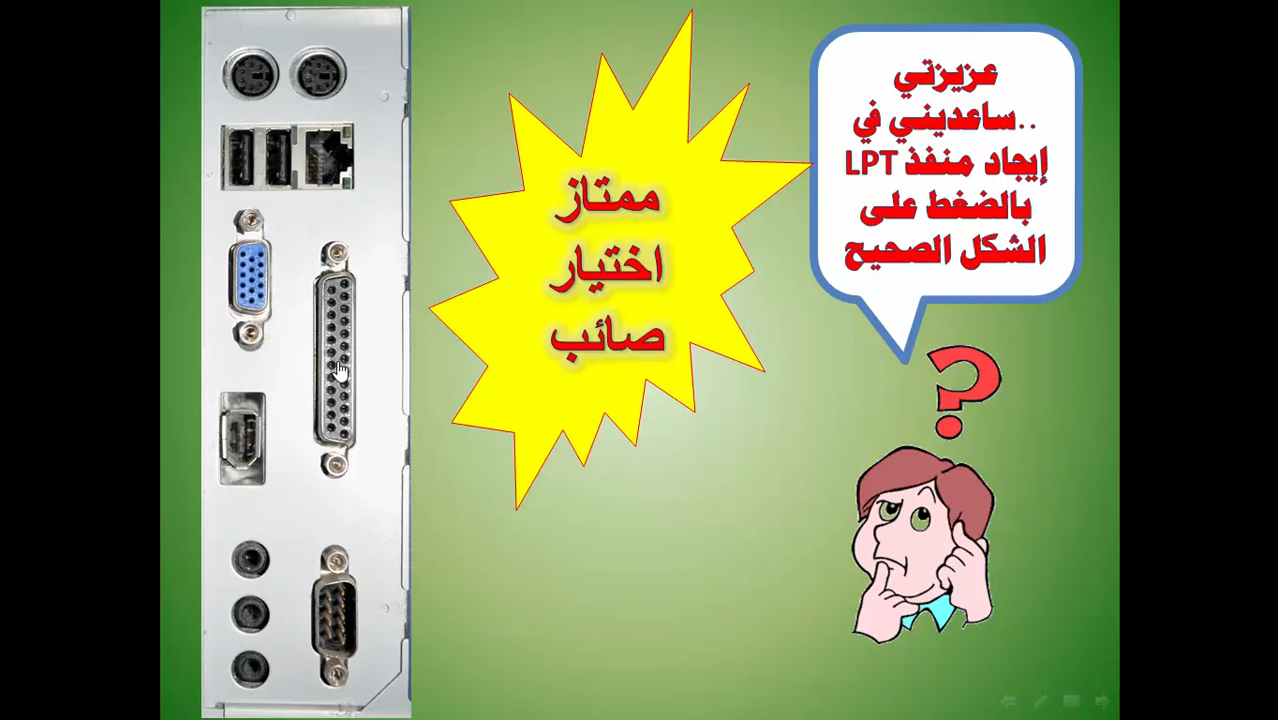 عزيزتي
..ساعديني في
إيجاد منفذ LPT
بالضغط على
الشكل الصحيح
ممتاز
اختيار
صائب
?